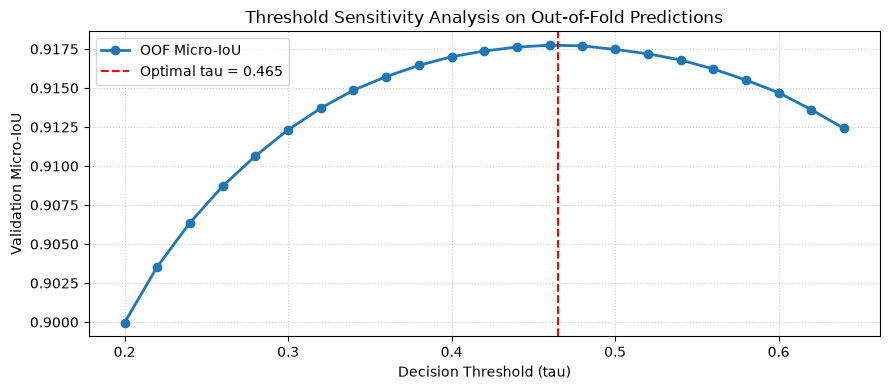 Threshold Sensitivity Analysis on Out-of-Fold Predictions
OOF Micro-IoU
Optimal tau = 0.465
Validation Micro-IoU
0.9175
0.9150
0.9125
0.9100
0.9075
0.9050
0.9025
0.9000
0.2 0.3 0.4 0.5 0.6
Decision Threshold (tau)